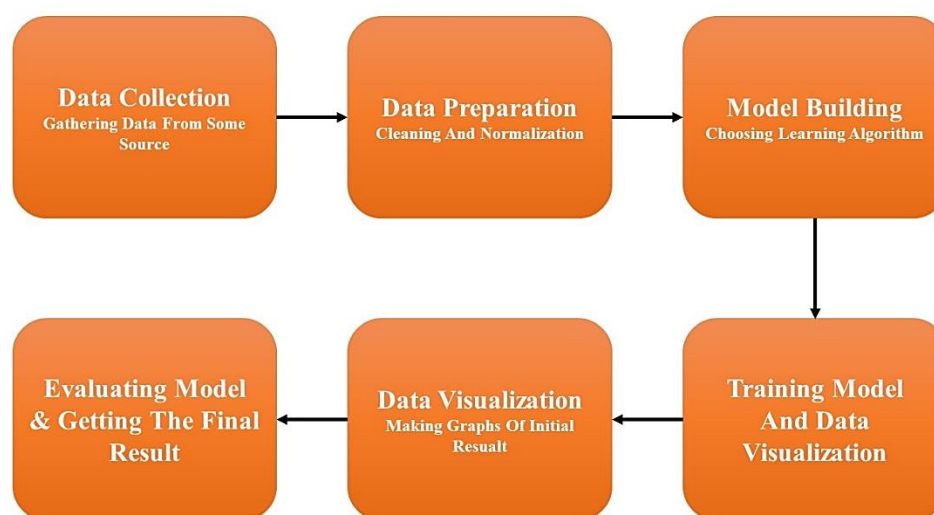 Data Collection
Gathering Data From Some
Source
Data Preparation
Cleaning And Normalization
Model Building
Choosing Learning Algorithm
Training Model
And Data
Visualization
Data Visualization
Making Graphs Of Initial
Resualt
Evaluating Model
& Getting The Final
Result